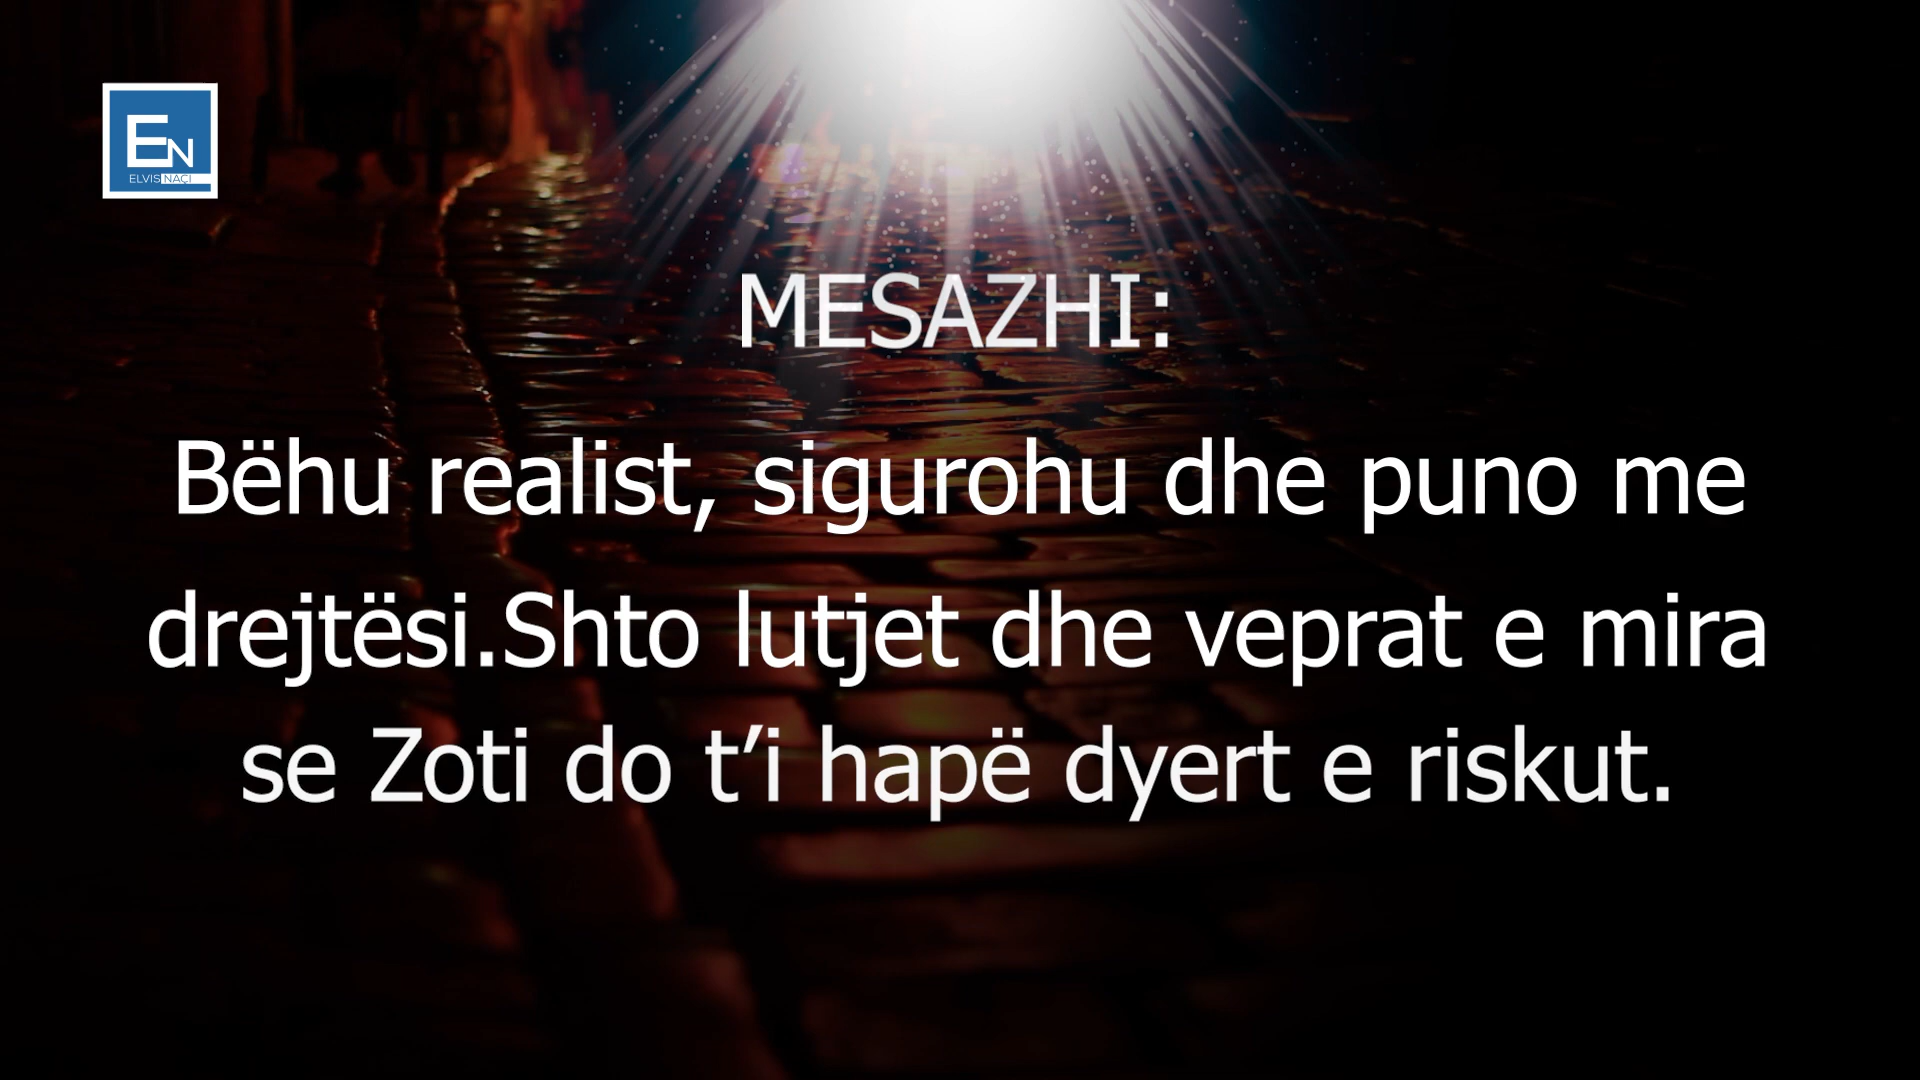 EN
ELVIS NAÇI
MESAZHI:
Bëhu realist, sigurohu dhe puno me
drejtësi.Shto lutjet dhe veprat e mira
se Zoti do t’i hapë dyert e riskut.